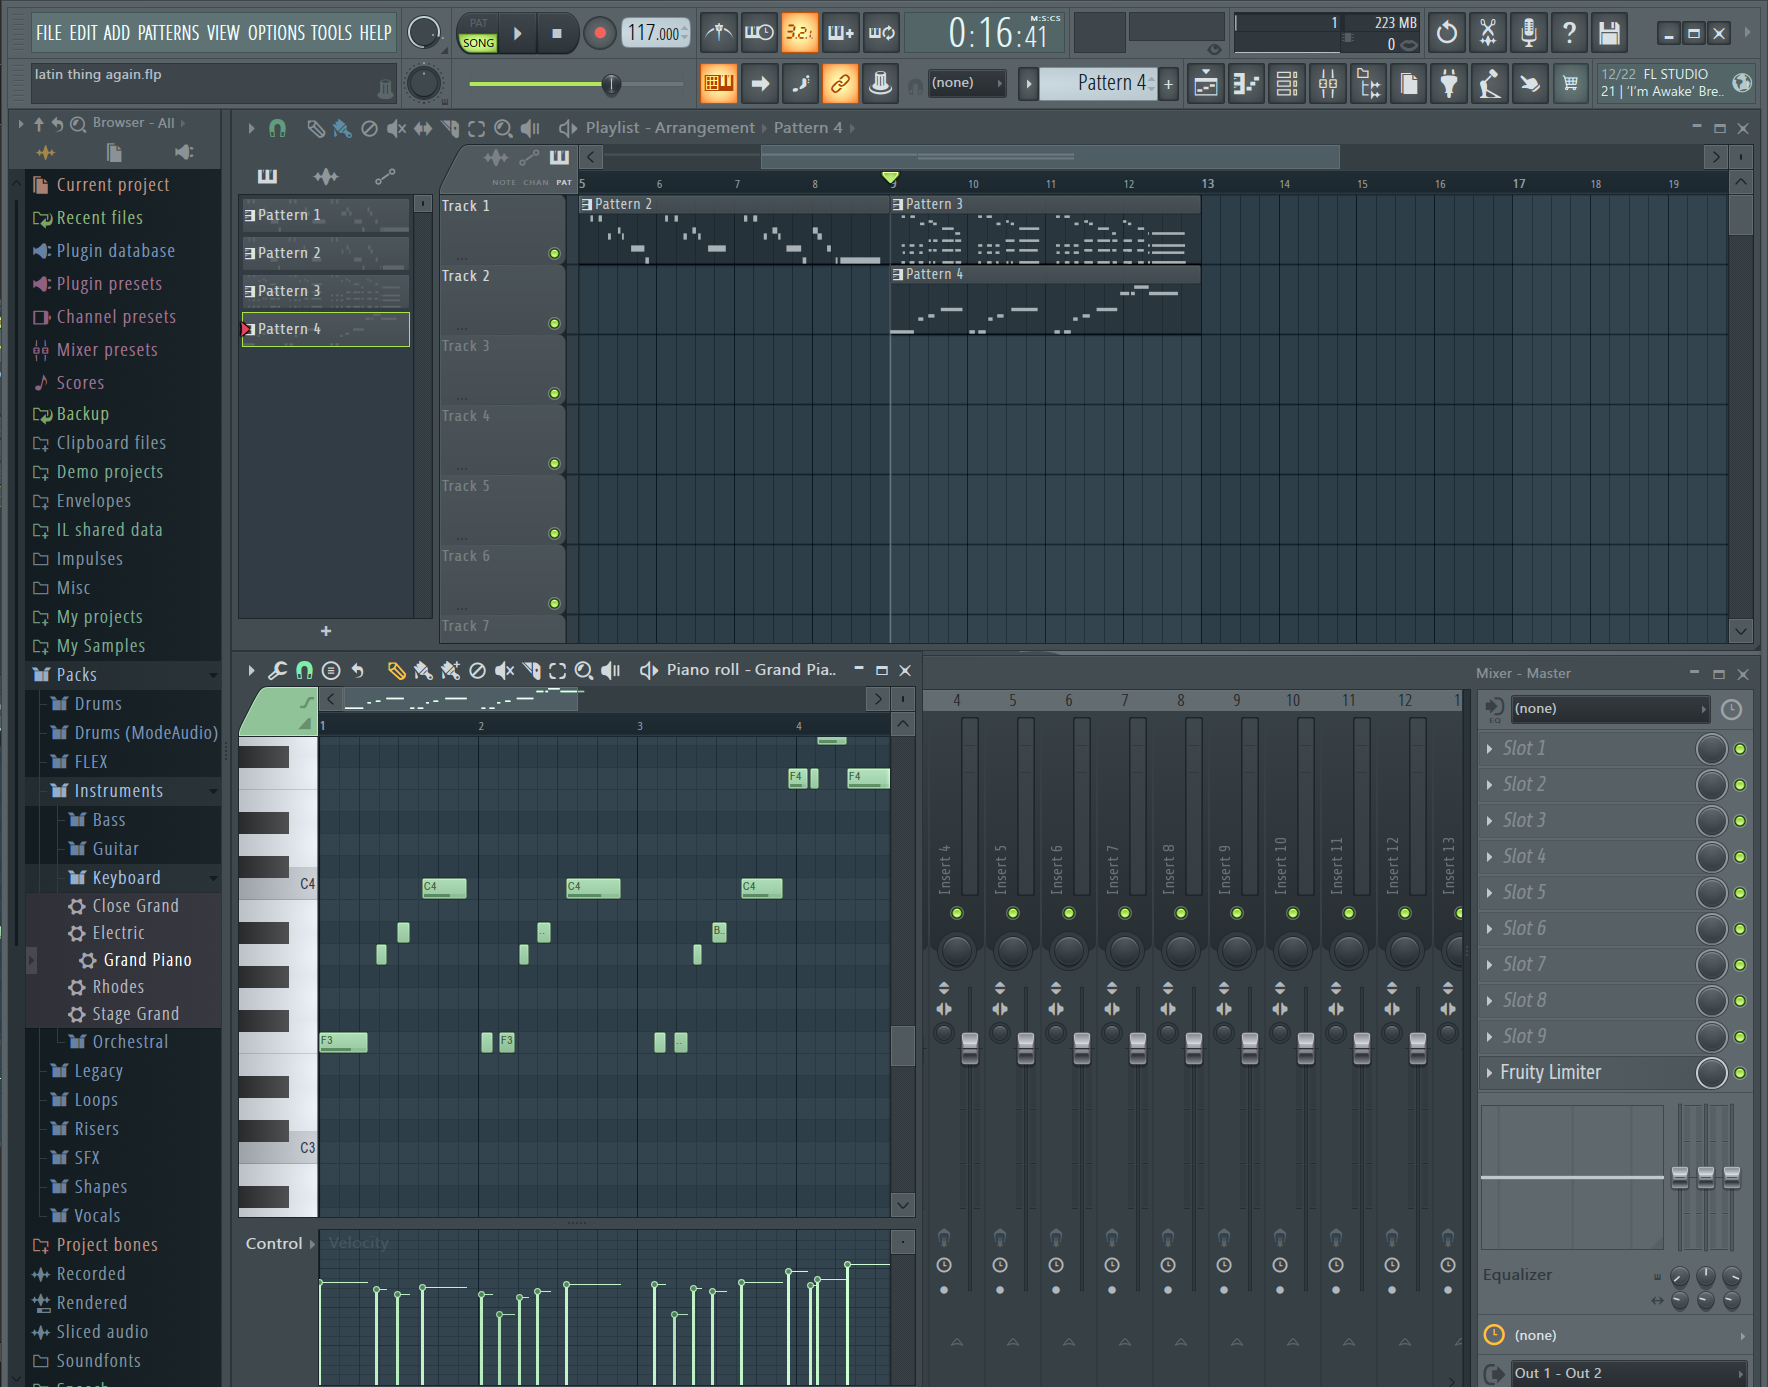 FILE EDIT ADD PATTERNS VIEW OPTIONS TOOLS HELP
PAT
SONG
117.000
3.2.1
0:16:41
M:S:CS
1
223 MB
0
latin thing again.flp
(none)
Pattern 4
12/22 FL STUDIO
21 | 'I'm Awake' Bre..
Browser - All
Current project
Recent files
Plugin database
Plugin presets
Channel presets
Mixer presets
Scores
Backup
Clipboard files
Demo projects
Envelopes
IL shared data
Impulses
Misc
My projects
My Samples
Packs
Drums
Drums (ModeAudio)
FLEX
Instruments
Bass
Guitar
Keyboard
Close Grand
Electric
Grand Piano
Rhodes
Stage Grand
Orchestral
Legacy
Loops
Risers
SFX
Shapes
Vocals
Project bones
Recorded
Rendered
Sliced audio
Soundfonts
Speech
Playlist - Arrangement Pattern 4
Pattern 1
Pattern 2
Pattern 3
Pattern 4
+
NOTE CHAN PAT
5 6 7 8 9 10 11 12 13 14 15 16 17 18 19
Track 1
Pattern 2
Pattern 3
Track 2
Pattern 4
Track 3
Track 4
Track 5
Track 6
Track 7
Piano roll - Grand Pia..
1 2 3 4
F4
F4
C4
C4
C4
C4
B..
F3
F3
C3
Control
Velocity
4 5 6 7 8 9 10 11 12 1
Insert 4
Insert 5
Insert 6
Insert 7
Insert 8
Insert 9
Insert 10
Insert 11
Insert 12
Insert 13
Mixer - Master
EQ
(none)
Slot 1
Slot 2
Slot 3
Slot 4
Slot 5
Slot 6
Slot 7
Slot 8
Slot 9
Fruity Limiter
Equalizer
(none)
Out 1 - Out 2